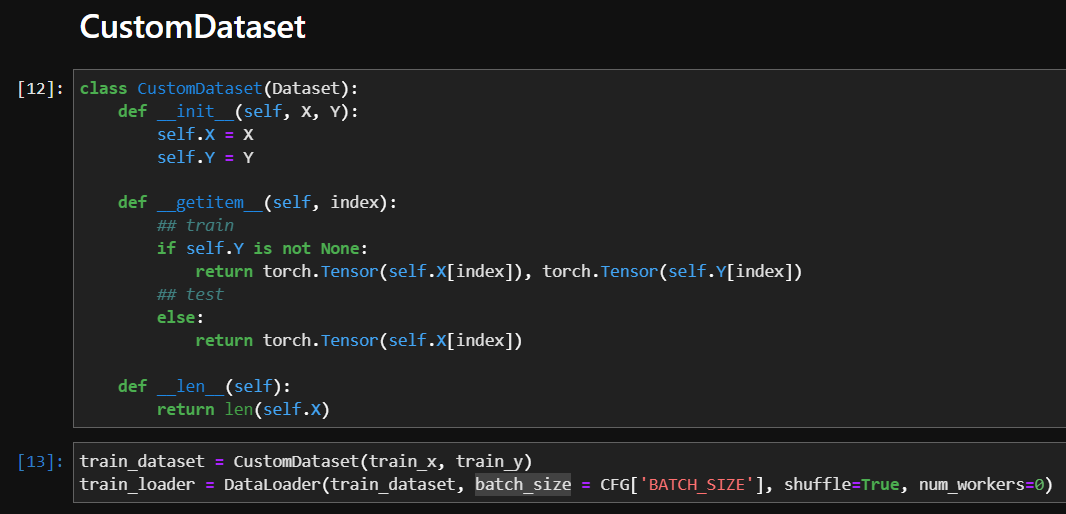 CustomDataset
[12]:
class CustomDataset(Dataset):
    def __init__(self, X, Y):
        self.X = X
        self.Y = Y

    def __getitem__(self, index):
        ## train
        if self.Y is not None:
            return torch.Tensor(self.X[index]), torch.Tensor(self.Y[index])
        ## test
        else:
            return torch.Tensor(self.X[index])

    def __len__(self):
        return len(self.X)
[13]:
train_dataset = CustomDataset(train_x, train_y)
train_loader = DataLoader(train_dataset, batch_size = CFG['BATCH_SIZE'], shuffle=True, num_workers=0)